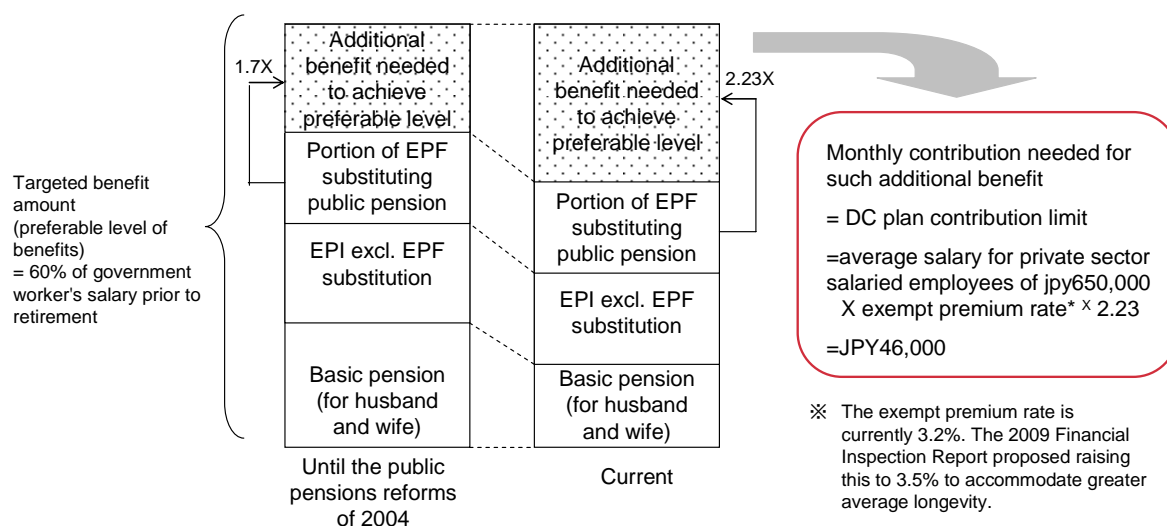 Targeted benefit
amount
(preferable level of
benefits)
= 60% of government
worker's salary prior to
retirement
1.7X
Additional
benefit needed
to achieve
preferable level
Portion of EPF
substituting
public pension
EPI excl. EPF
substitution
Basic pension
(for husband
and wife)
Until the public
pensions reforms
of 2004
Additional
benefit needed
to achieve
preferable level
Portion of EPF
substituting
public pension
EPI excl. EPF
substitution
Basic pension
(for husband
and wife)
Current
2.23X
Monthly contribution needed for
such additional benefit
= DC plan contribution limit
=average salary for private sector
salaried employees of jpy650,000
X exempt premium rate* X 2.23
=JPY46,000
※ The exempt premium rate is
currently 3.2%. The 2009 Financial
Inspection Report proposed raising
this to 3.5% to accommodate greater
average longevity.